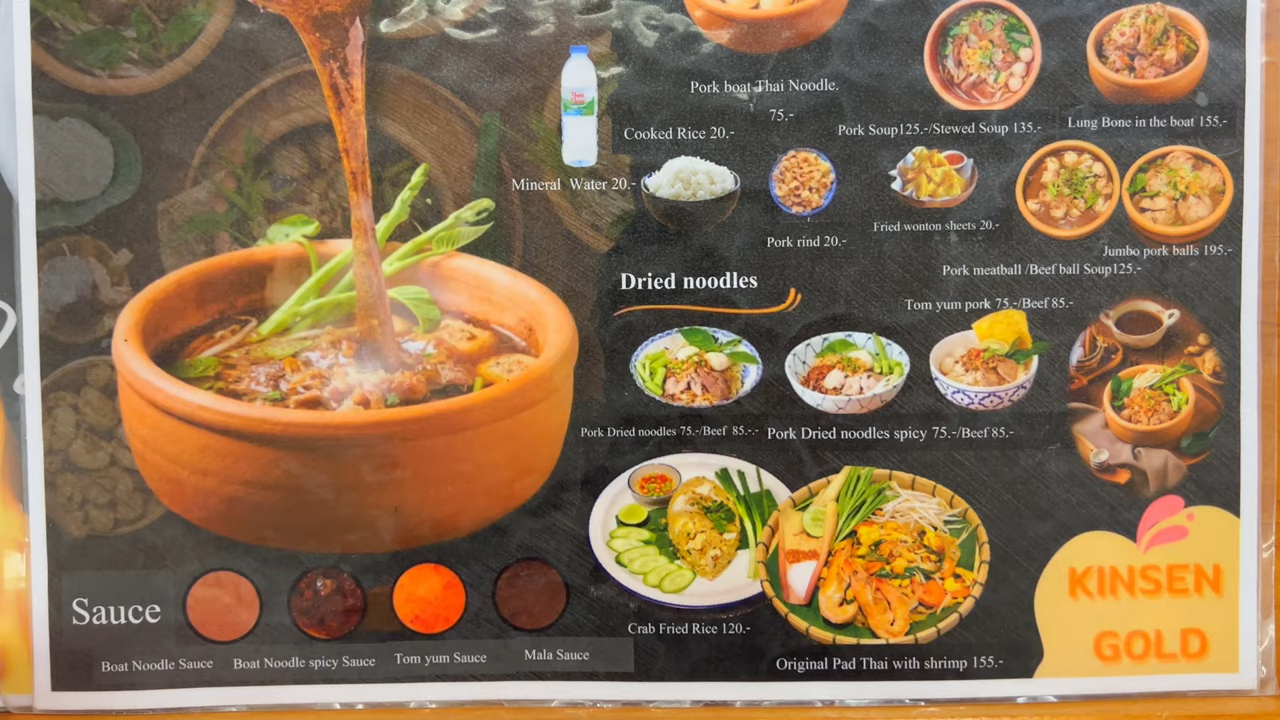 Pork boat Thai Noodle.
75.-
Cooked Rice 20.-
Pork Soup125.-/Stewed Soup 135.-
Lung Bone in the boat 155.-
Mineral Water 20.-
Pork rind 20.-
Fried wonton sheets 20.-
Jumbo pork balls 195.-
Pork meatball /Beef ball Soup125.-
Dried noodles
Tom yum pork 75.-/Beef 85.-
Pork Dried noodles 75.-/Beef 85.-.-
Pork Dried noodles spicy 75.-/Beef 85.-
Crab Fried Rice 120.-
Original Pad Thai with shrimp 155.-
Sauce
Boat Noodle Sauce
Boat Noodle spicy Sauce
Tom yum Sauce
Mala Sauce
KINSEN
GOLD